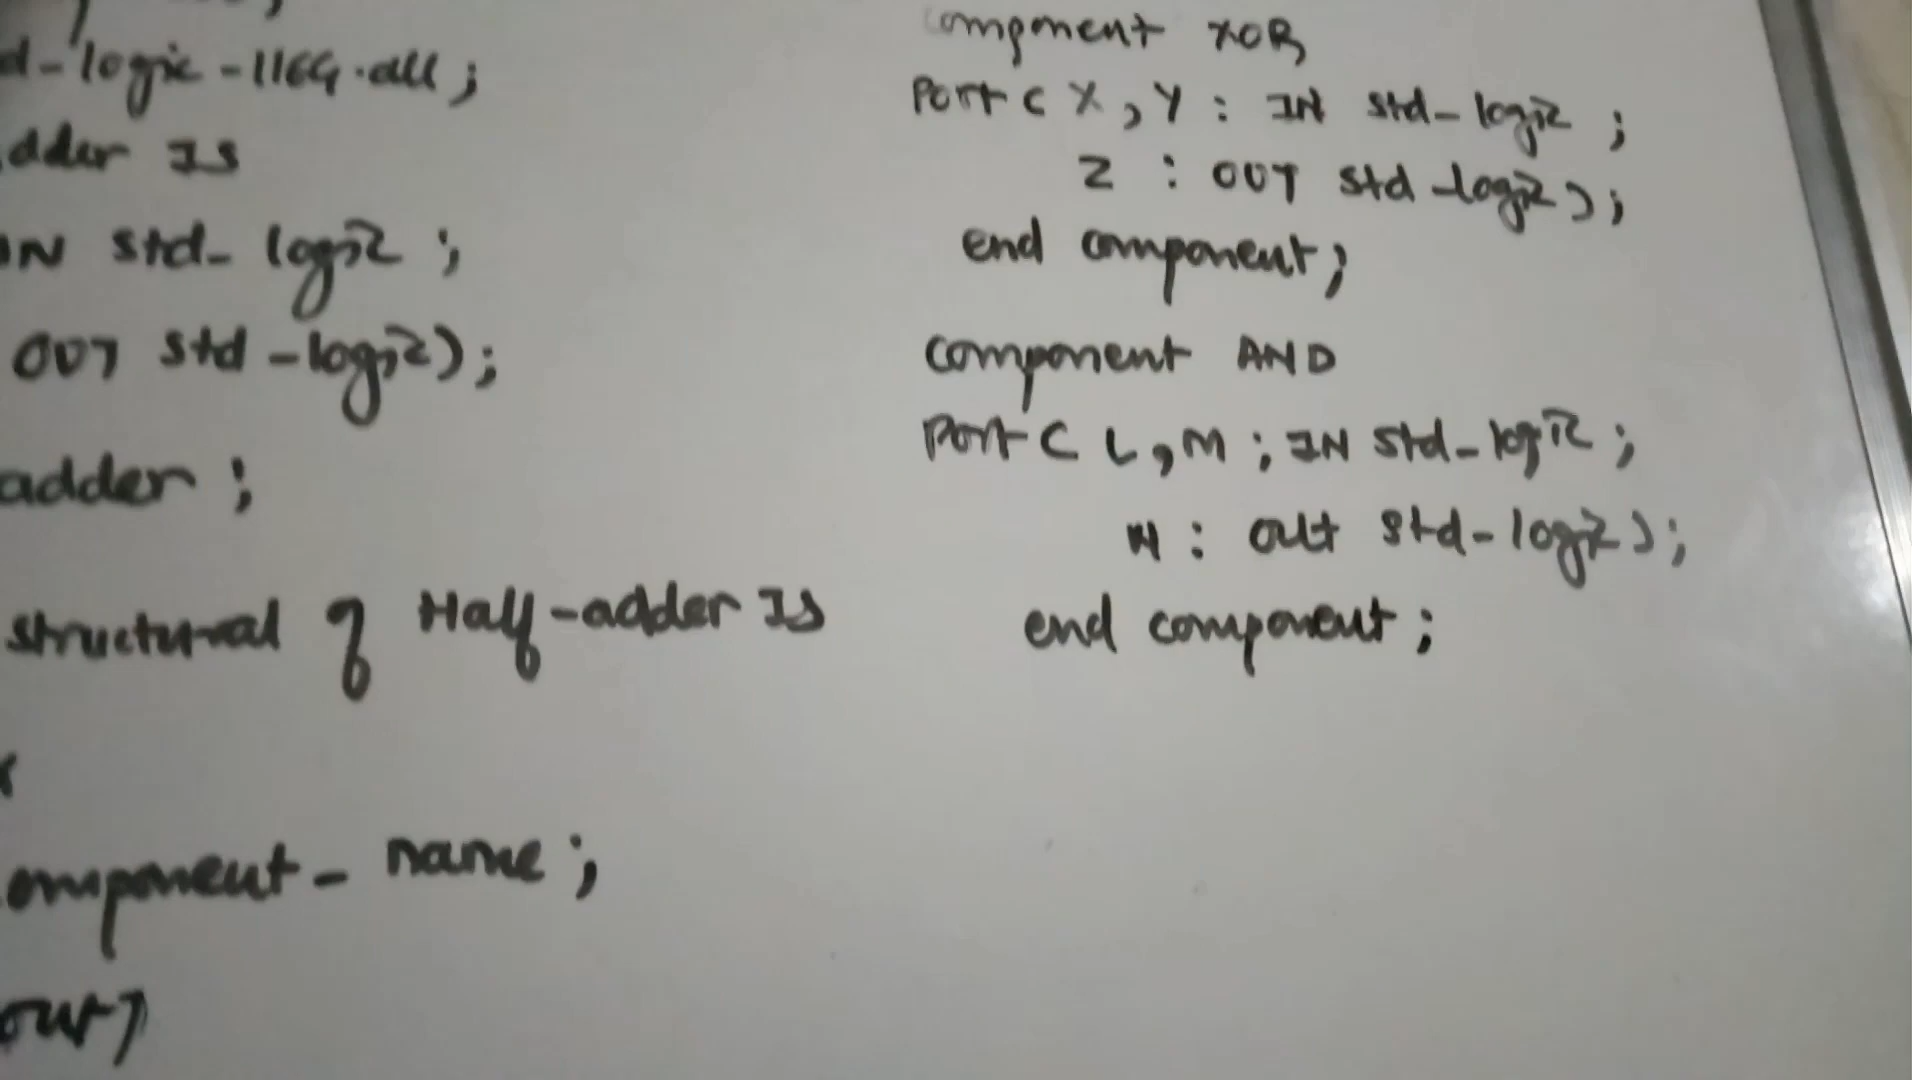 d-logic-1164.all;
dder Is
IN std-logic;
OUT std-logic);
adder;
structural of Half-adder Is
omponent-name;
out)
component XOR
Port( X,Y: IN std-logic;
Z : OUT std-logic);
end component;
component AND
Port( L,M ; IN std-logic;
N : out std-logic);
end component;